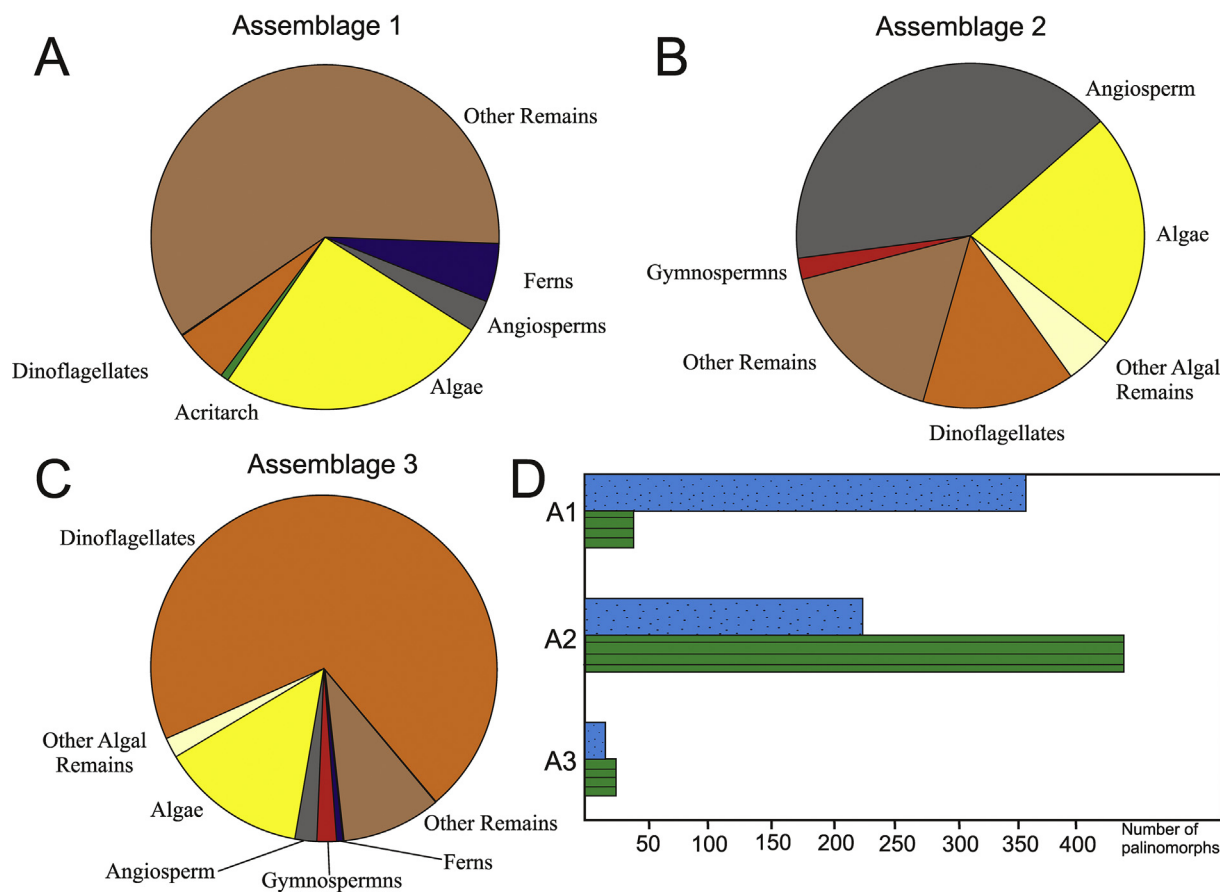 A
Assemblage 1
Other Remains
Ferns
Angiosperms
Algae
Acritarch
Dinoflagellates
B
Assemblage 2
Angiosperm
Algae
Gymnospermns
Other Algal
Remains
Other Remains
Dinoflagellates
C
Assemblage 3
Dinoflagellates
Other Algal
Remains
Algae
Angiosperm
Gymnospermns
Ferns
Other Remains
D
A1
A2
A3
50 100 150 200 250 300 350 400
Number of
palinomorphs